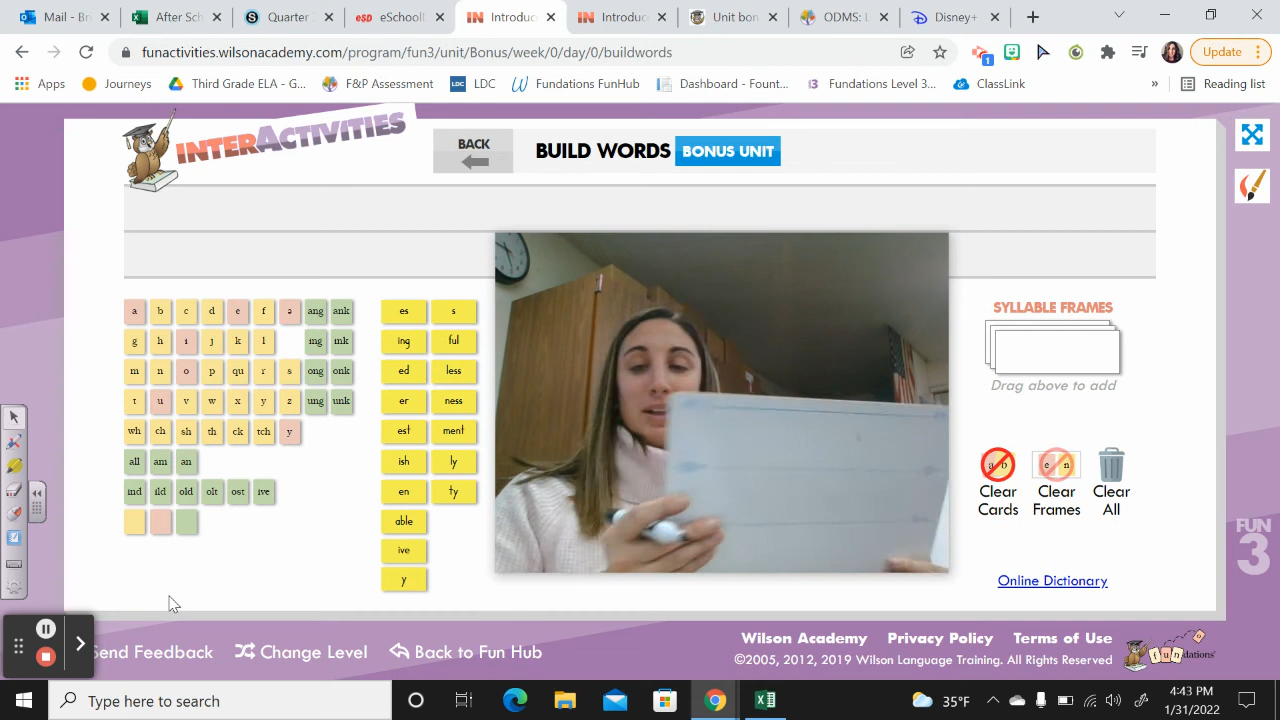 Mail - Br
After Sch
Quarter 2
eSchoolD
Introduc
Introduc
Unit bon
ODMS: L
Disney+
funactivities.wilsonacademy.com/program/fun3/unit/Bonus/week/0/day/0/buildwords
Update
Apps Journeys Third Grade ELA - G... F&P Assessment LDC LDC Fundations FunHub Dashboard - Fount... Fundations Level 3... ClassLink » Reading list
INTERACTIVITIES
BACK BUILD WORDS BONUS UNIT
a b c d e f ə ang ank
g h i j k l ing ink
m n o p qu r s ong onk
t u v w x y z ung unk
wh ch sh th ck tch y
all am an
ind ild old olt ost ive
es s
ing ful
ed less
er ness
est ment
ish ly
en ty
able
ive
y
SYLLABLE FRAMES
Drag above to add
a b e n
Clear Cards
Clear Frames
Clear All
Online Dictionary
FUN
3
Send Feedback Change Level Back to Fun Hub
Wilson Academy Privacy Policy Terms of Use
©2005, 2012, 2019 Wilson Language Training. All Rights Reserved
fundations
Type here to search
35°F
4:43 PM
1/31/2022